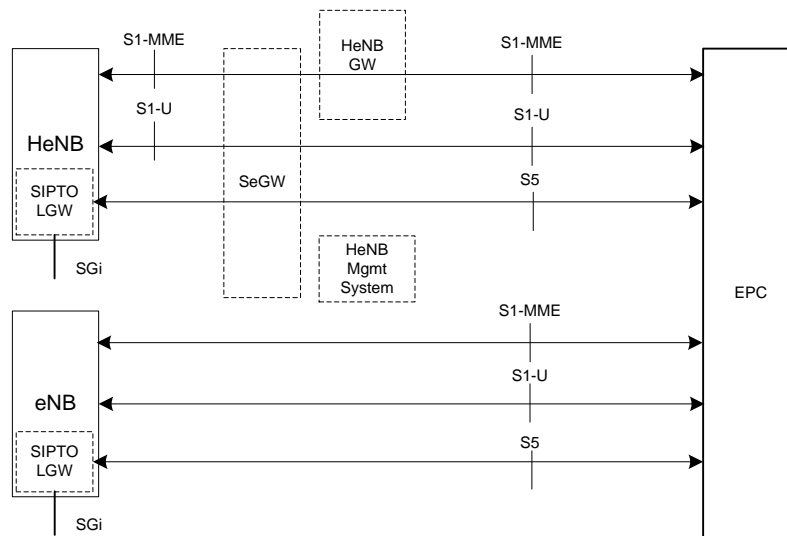 S1-MME
HeNB
GW
S1-MME
S1-U
S1-U
HeNB
SeGW
SIPTO
LGW
S5
SGi
HeNB
Mgmt
System
EPC
S1-MME
S1-U
eNB
SIPTO
LGW
S5
SGi